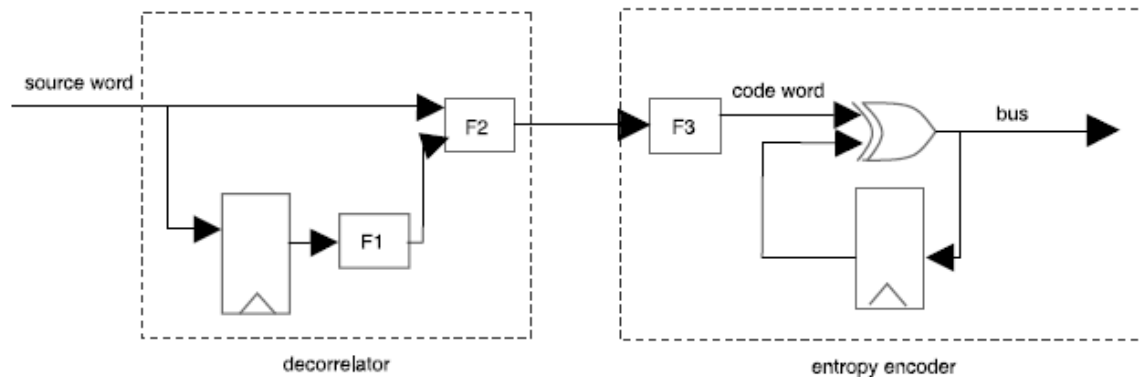 source word
F2
F1
decorrelator
F3
code word
bus
entropy encoder